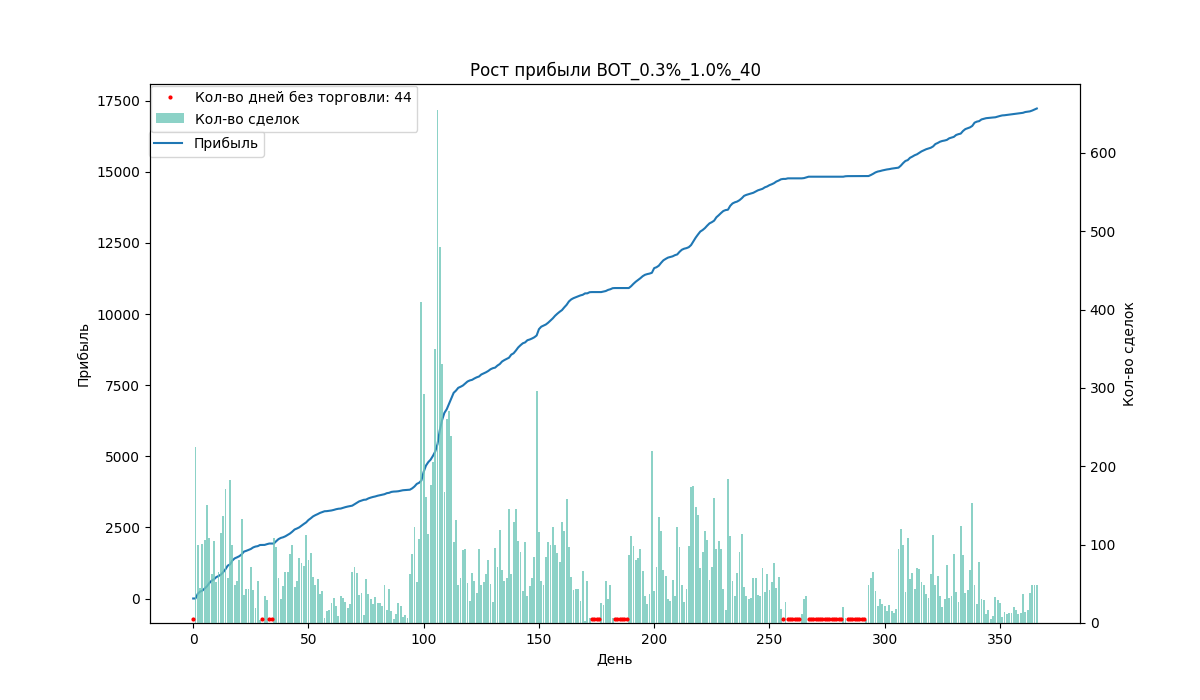 Рост прибыли BOT_0.3%_1.0%_40
Кол-во дней без торговли: 44
Кол-во сделок
Прибыль
17500
15000
12500
10000
7500
5000
2500
0
Прибыль
600
500
400
300
200
100
0
Кол-во сделок
0 50 100 150 200 250 300 350
День